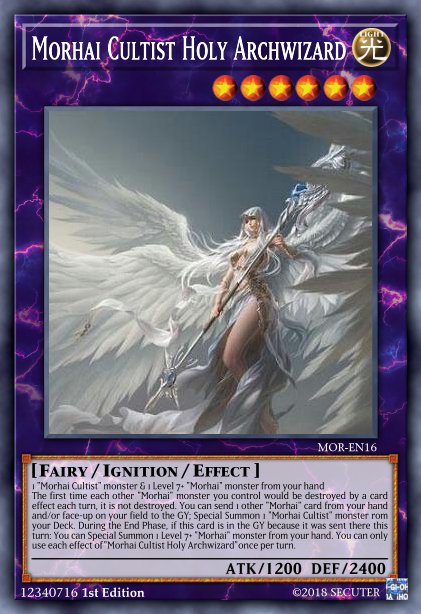 MORHAI CULTIST HOLY ARCHWIZARD
LIGHT
光
MOR-EN16
[ FAIRY / IGNITION / EFFECT ]
1 "Morhai Cultist" monster & 1 Level 7+ "Morhai" monster from your hand
The first time each other "Morhai" monster you control would be destroyed by a card
effect each turn, it is not destroyed. You can send 1 other "Morhai" card from your hand
and/or face-up on your field to the GY; Special Summon 1 "Morhai Cultist" monster rom
your Deck. During the End Phase, if this card is in the GY because it was sent there this
turn: You can Special Summon 1 Level 7+ "Morhai" monster from your hand. You can only
use each effect of "Morhai Cultist Holy Archwizard"once per turn.
ATK/1200 DEF/2400
12340716 1st Edition
©2018 SECUTER